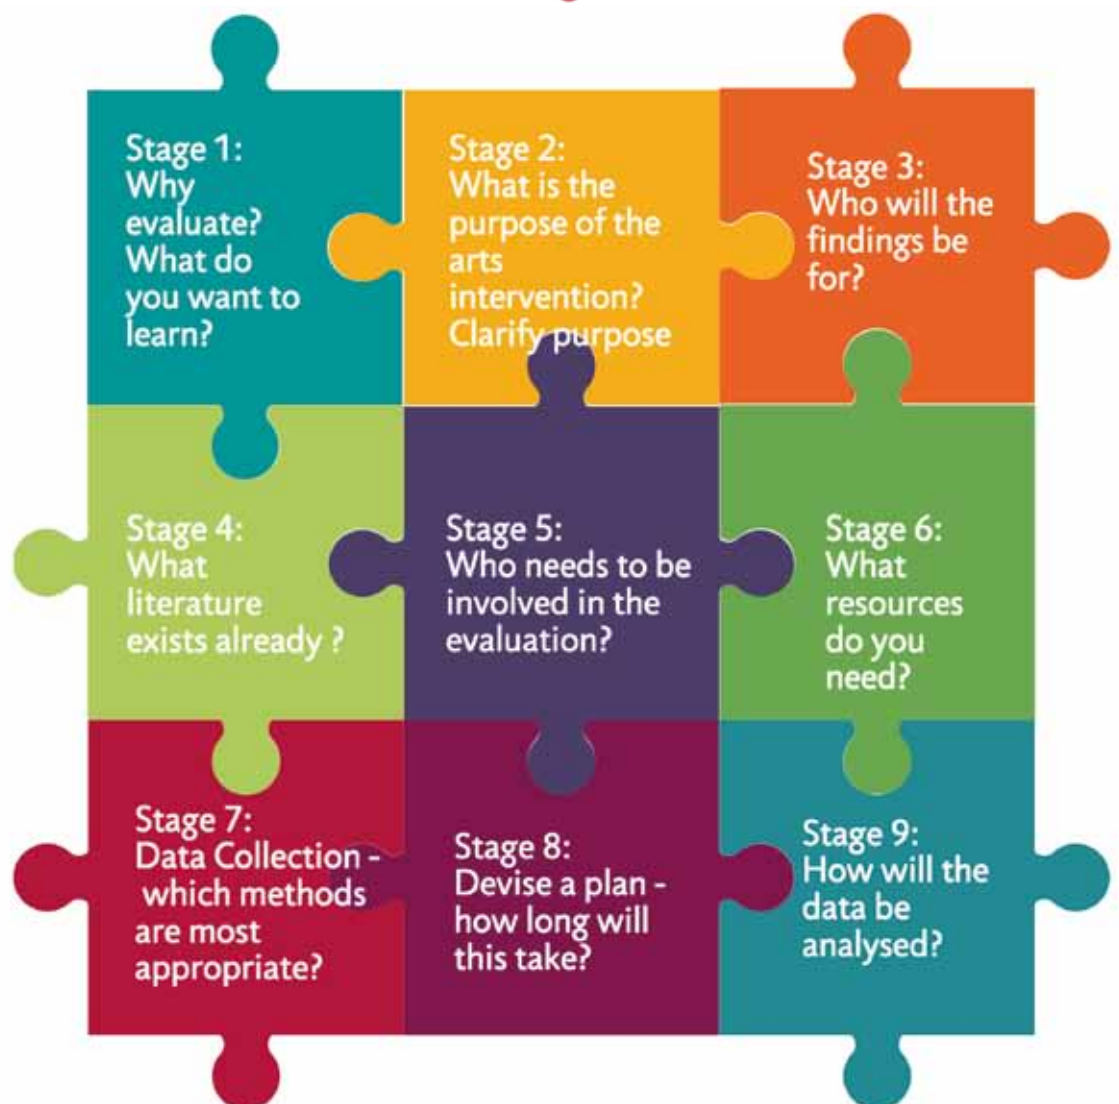 Stage 1:
Why
evaluate?
What do
you want to
learn?
Stage 2:
What is the
purpose of the
arts
intervention?
Clarify purpose
Stage 3:
Who will the
findings be
for?
Stage 4:
What
literature
exists already ?
Stage 5:
Who needs to be
involved in the
evaluation?
Stage 6:
What
resources
do you
need?
Stage 7:
Data Collection -
which methods
are most
appropriate?
Stage 8:
Devise a plan -
how long will
this take?
Stage 9:
How will the
data be
analysed?